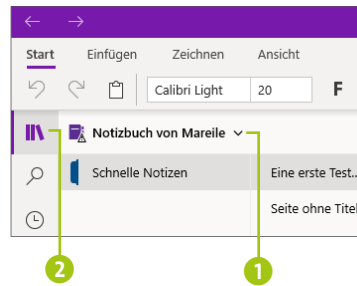 Start Einfügen Zeichnen Ansicht
Calibri Light 20 F
Notizbuch von Mareile
Schnelle Notizen Eine erste Test..
Seite ohne Titel
2 1